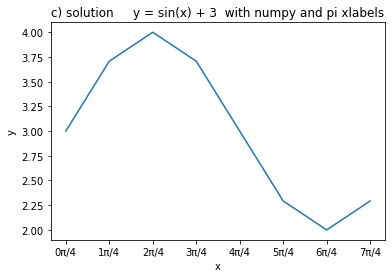 c) solution     y = sin(x) + 3  with numpy and pi xlabels
4.00
3.75
3.50
3.25
3.00
2.75
2.50
2.25
2.00
y
0π/4 1π/4 2π/4 3π/4 4π/4 5π/4 6π/4 7π/4
x